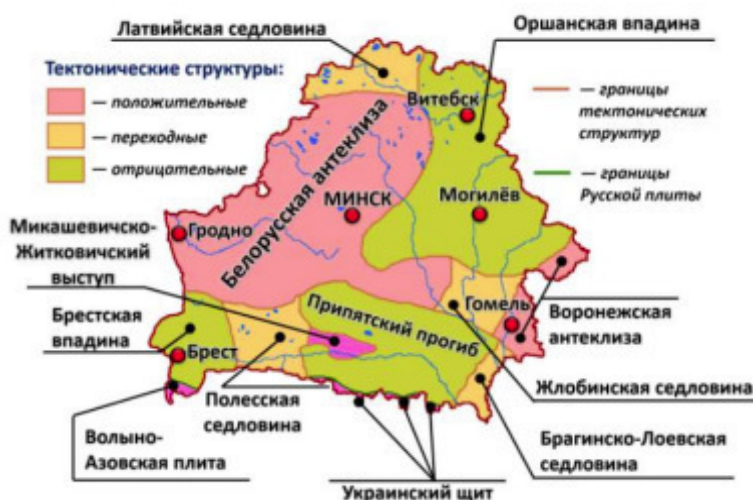 Латвийская седловина
Оршанская впадина
Тектонические структуры:
— положительные
— переходные
— отрицательные
— границы
тектонических
структур
— границы
Русской плиты
Витебск
Белорусская антеклиза
МИНСК
Могилёв
Гродно
Микашевичско-
Житковичский
выступ
Припятский прогиб
Гомель
Воронежская
антеклиза
Брестская
впадина
Брест
Жлобинская седловина
Полесская
седловина
Волыно-
Азовская плита
Брагинско-Лоевская
седловина
Украинский щит